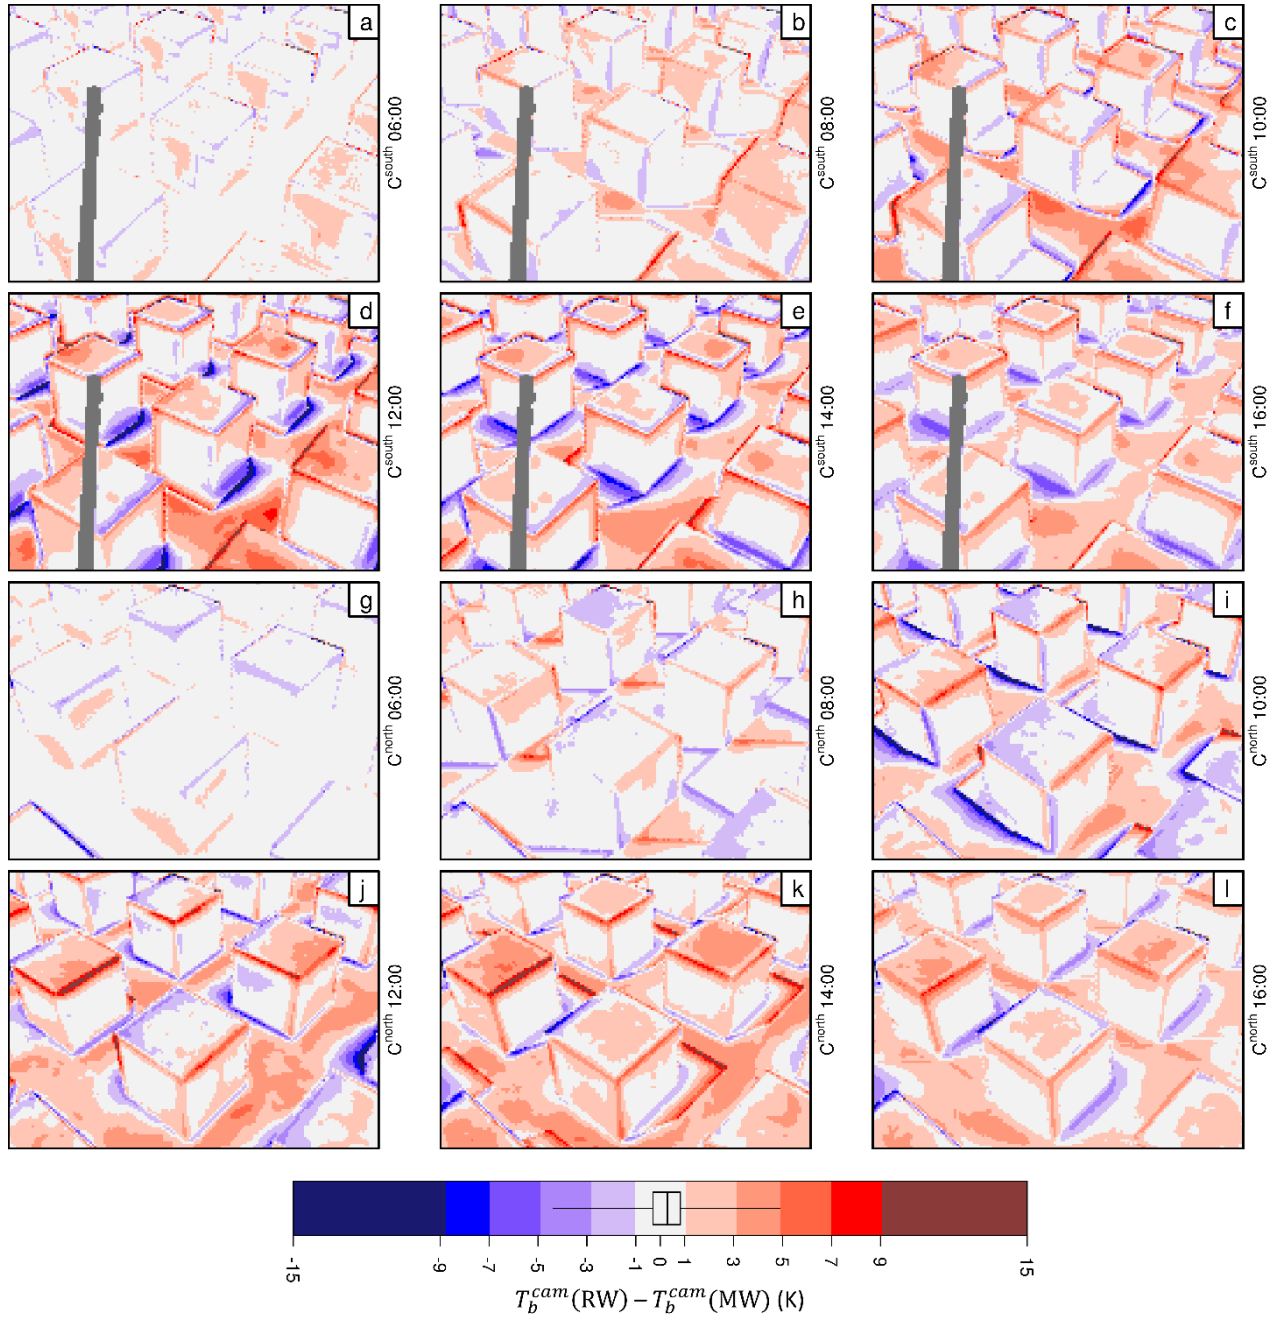 a
C^south 06:00
b
C^south 08:00
c
C^south 10:00
d
C^south 12:00
e
C^south 14:00
f
C^south 16:00
g
C^north 06:00
h
C^north 08:00
i
C^north 10:00
j
C^north 12:00
k
C^north 14:00
l
C^north 16:00
-15 -9 -7 -5 -3 -1 0 1 3 5 7 9 15
T_b^cam(RW) − T_b^cam(MW) (K)